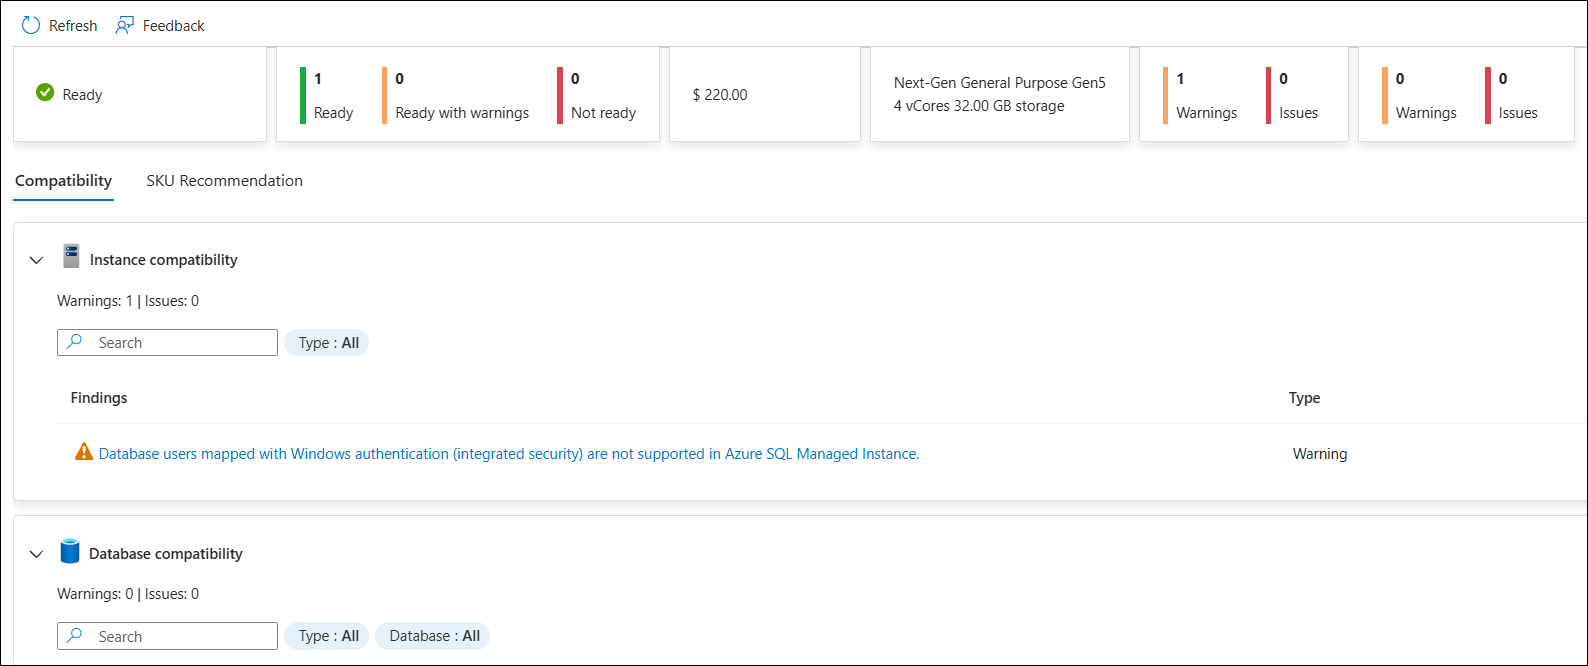 Refresh Feedback
Ready
1
Ready
0
Ready with warnings
0
Not ready
$ 220.00
Next-Gen General Purpose Gen5
4 vCores 32.00 GB storage
1
Warnings
0
Issues
0
Warnings
0
Issues
Compatibility SKU Recommendation
Instance compatibility
Warnings: 1 | Issues: 0
Search Type : All
Findings Type
Database users mapped with Windows authentication (integrated security) are not supported in Azure SQL Managed Instance. Warning
Database compatibility
Warnings: 0 | Issues: 0
Search Type : All Database : All